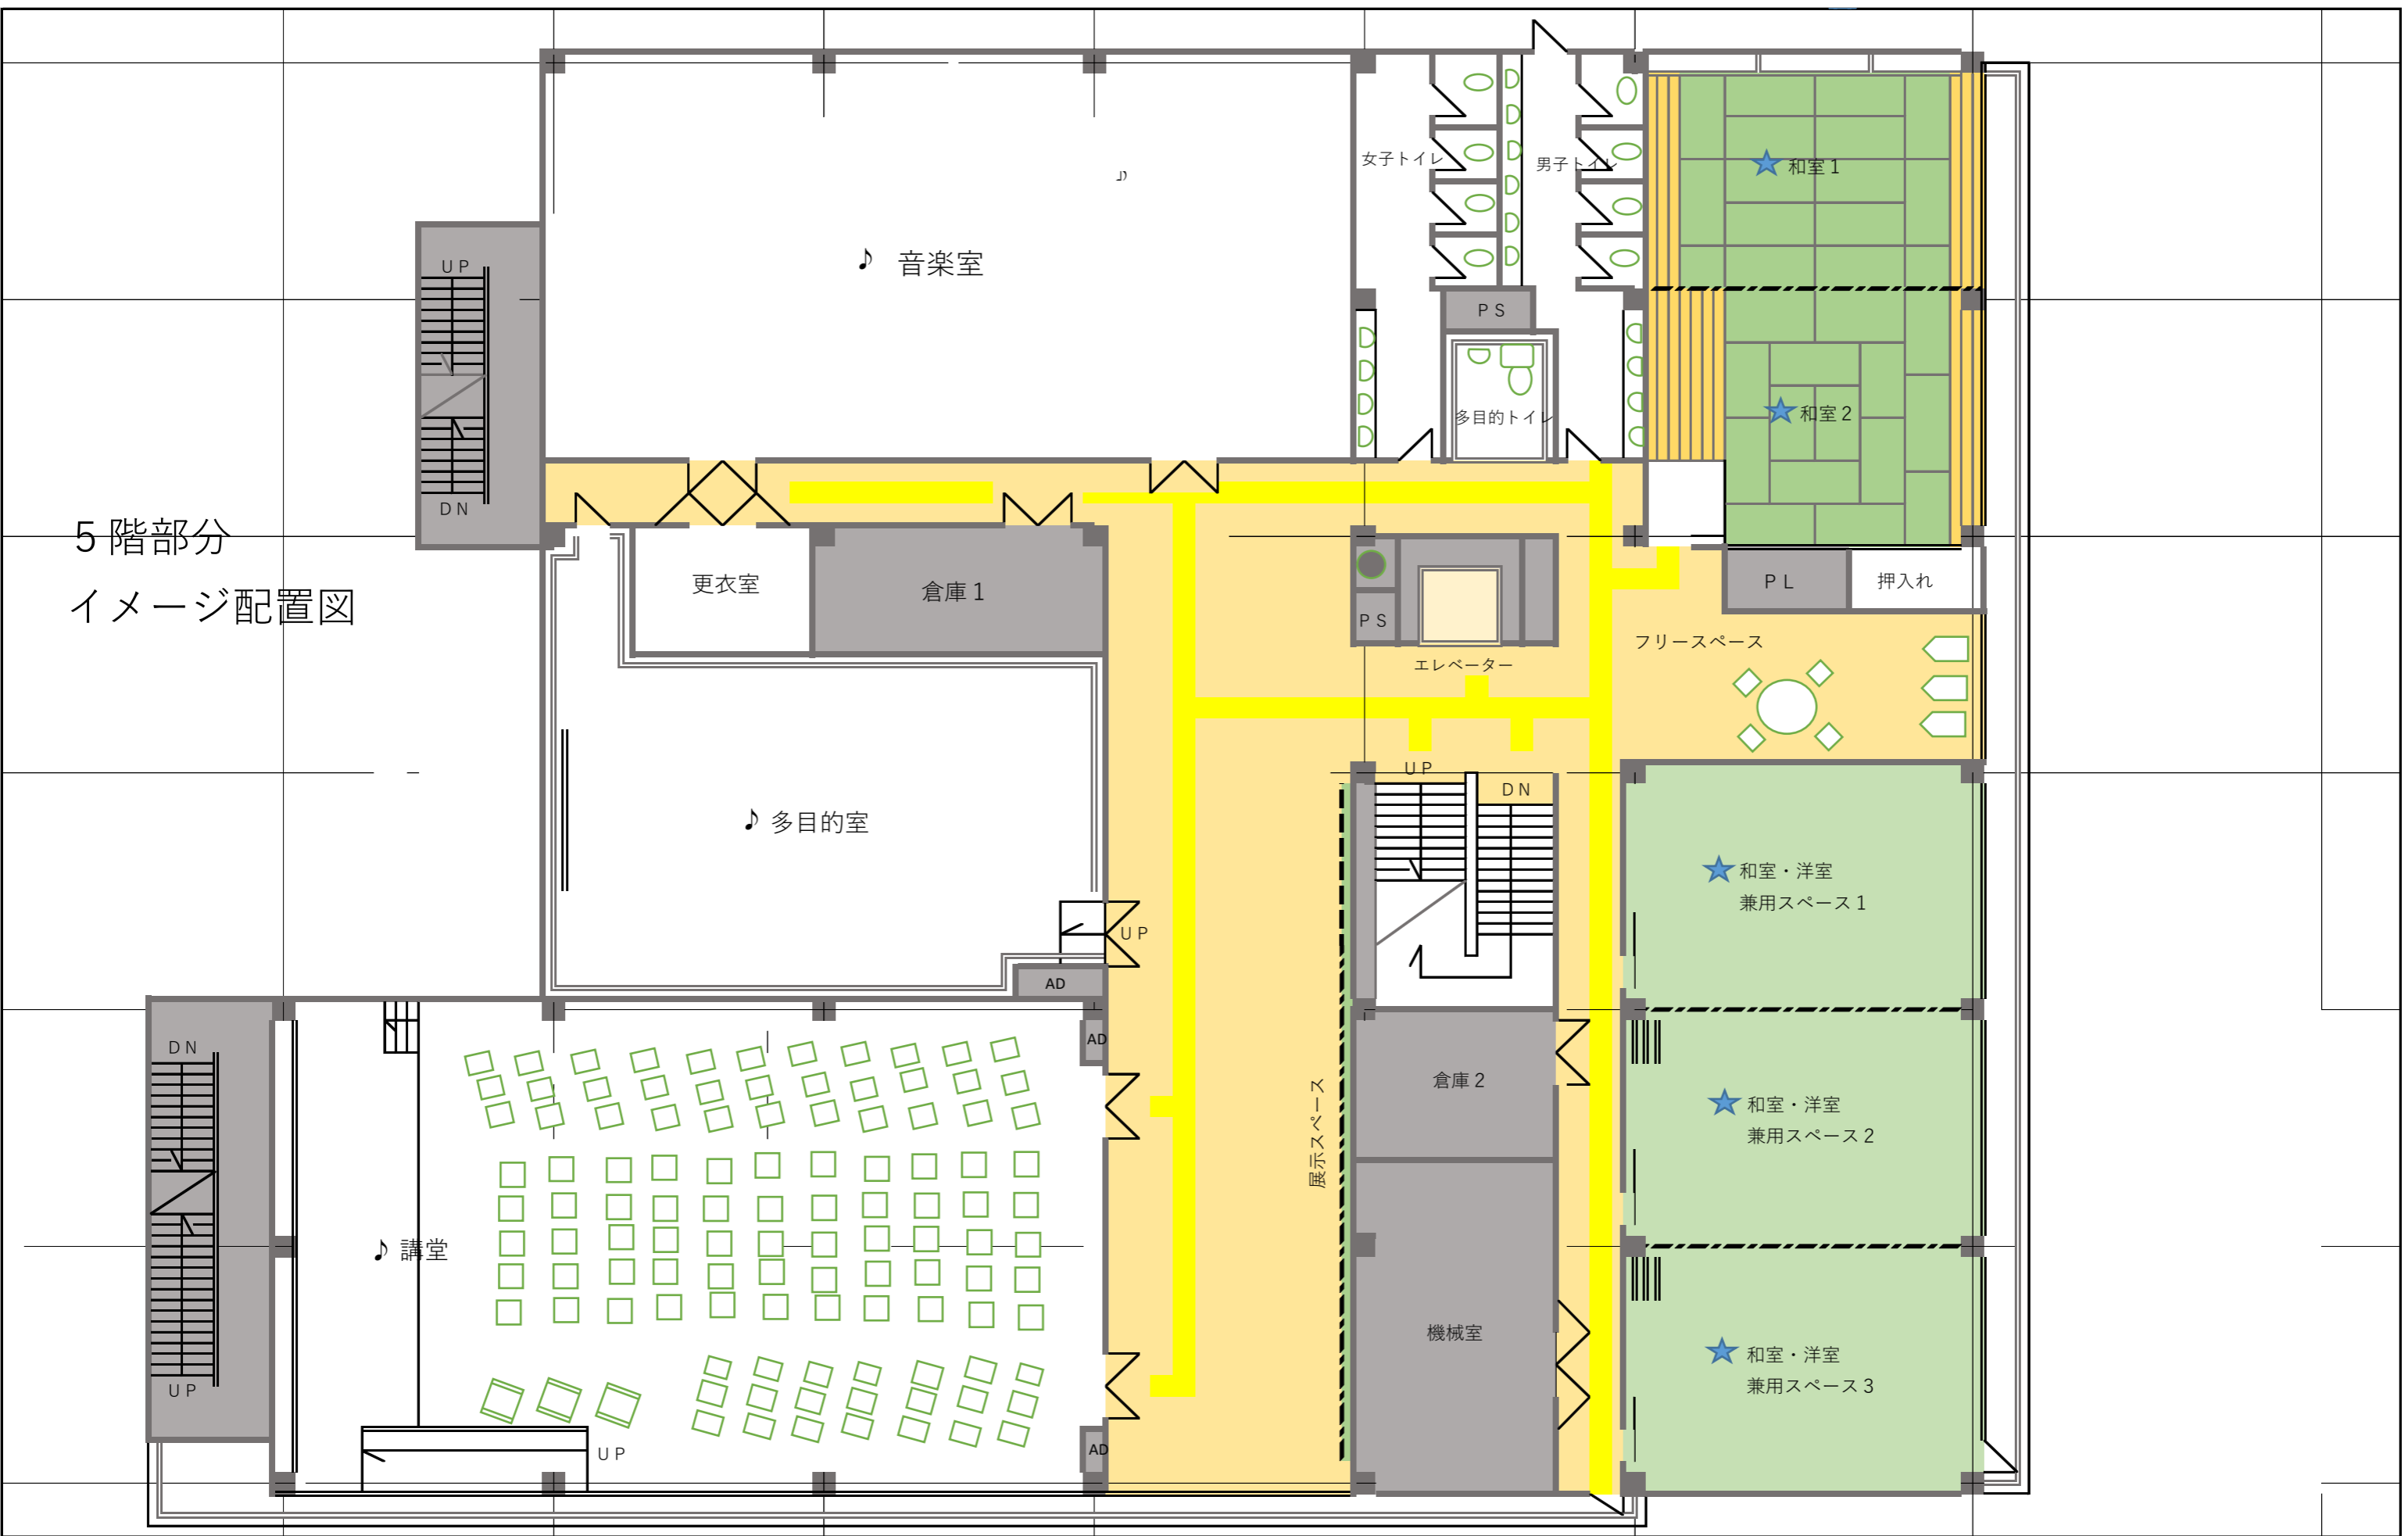 女子トイレ
男子トイレ
和室1
♪ 音楽室
UP
PS
多目的トイレ
和室2
DN
5階部分
イメージ配置図
更衣室
倉庫1
PS
PL
押入れ
エレベーター
フリースペース
♪多目的室
UP
DN
和室・洋室
兼用スペース1
UP
AD
AD
DN
展示スペース
倉庫2
和室・洋室
兼用スペース2
♪講堂
機械室
和室・洋室
兼用スペース3
UP
UP
AD